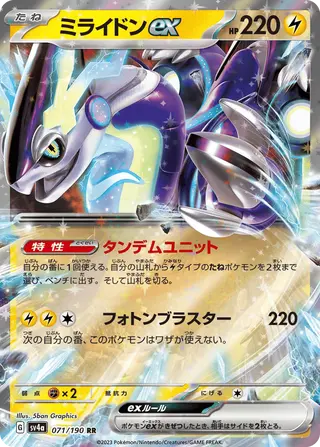 たね ミライドンex HP220
特性 とくせい タンデムユニット
自分の番に1回使える。自分の山札からタイプのたねポケモンを2枚まで
選び、ベンチに出す。そして山札を切る。
フォトンブラスター 220
次の自分の番、このポケモンはワザが使えない。
弱点 ×2 抵抗力 にげる
Illus. 5ban Graphics
G sv4a 071/190 RR
exルール
ポケモンexがきぜつしたとき、相手はサイドを2枚とる。
©2023 Pokémon/Nintendo/Creatures/GAME FREAK.